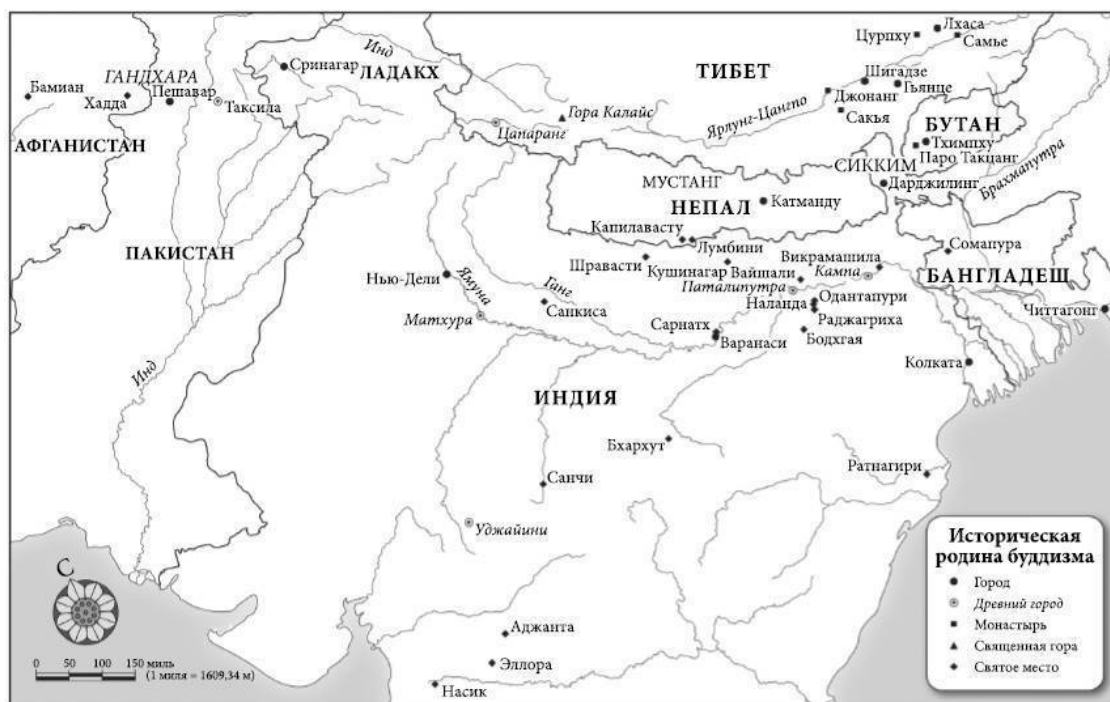 Лхаса
Цурпху
Самье
Инд
ГАНДХАРА
Сринагар
ЛАДАКХ
ТИБЕТ
Шигадзе
Бамиан
Хадда
Пешавар
Таксила
Гьянце
Джонанг
Гора Калайс
Сакья
Цапаранг
Ярлунг-Цангпо
БУТАН
АФГАНИСТАН
Тхимпху
Паро Такцанг
СИККИМ
МУСТАНГ
Дарджилинг
Брахмапутра
Катманду
НЕПАЛ
Капилавасту
Лумбини
Сомапура
ПАКИСТАН
Викрамашила
Шравасти
Кушинагар
Вайшали
Кампа
БАНГЛАДЕШ
Нью-Дели
Ямуна
Ганг
Паталипутра
Наланда
Одантапури
Санкиса
Матхура
Раджагриха
Читтагонг
Сарнатх
Варанаси
Бодхгая
Колката
Инд
ИНДИЯ
Бхархут
Ратнагири
Санчи
Уджайини
Историческая
родина буддизма
Город
Древний город
Монастырь
Священная гора
Святое место
С
Аджанта
Эллора
Насик
0 50 100 150 миль
(1 миля = 1609,34 м)